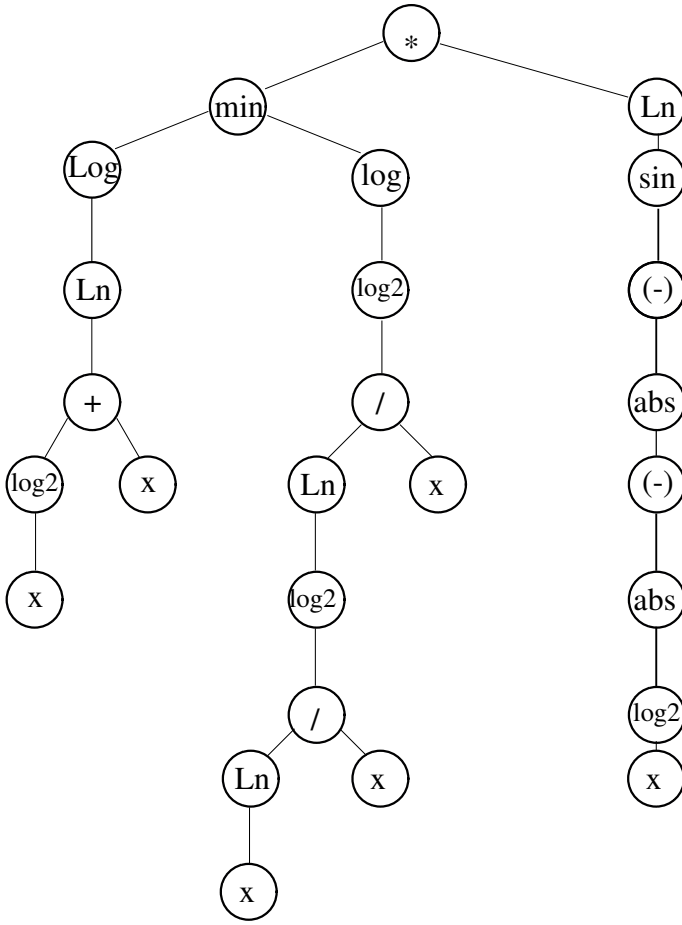 *
min Ln
Log log sin
Ln log2 (-)
+ / abs
log2 x Ln x (-)
x log2 abs
/ log2
Ln x x
x